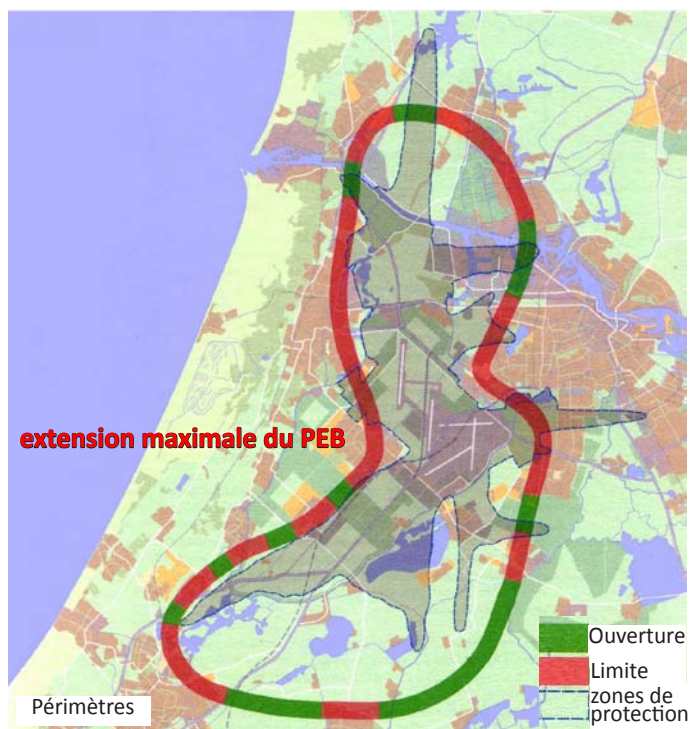 extension maximale du PEB
Ouverture
Limite
zones de
protection
Périmètres